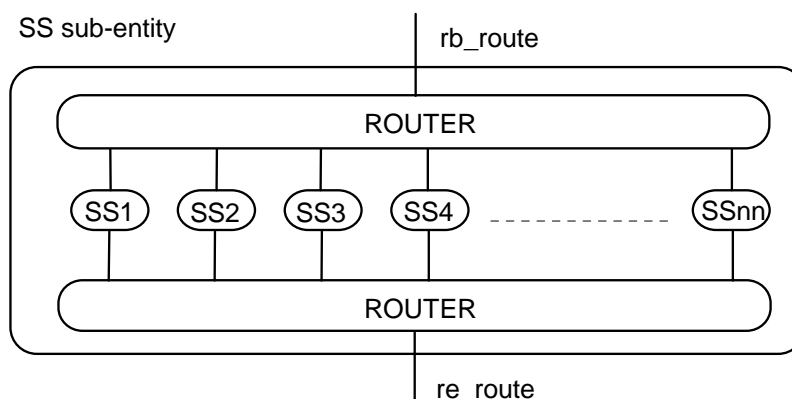 SS sub-entity
rb_route
ROUTER
SS1 SS2 SS3 SS4 SSnn
ROUTER
re_route